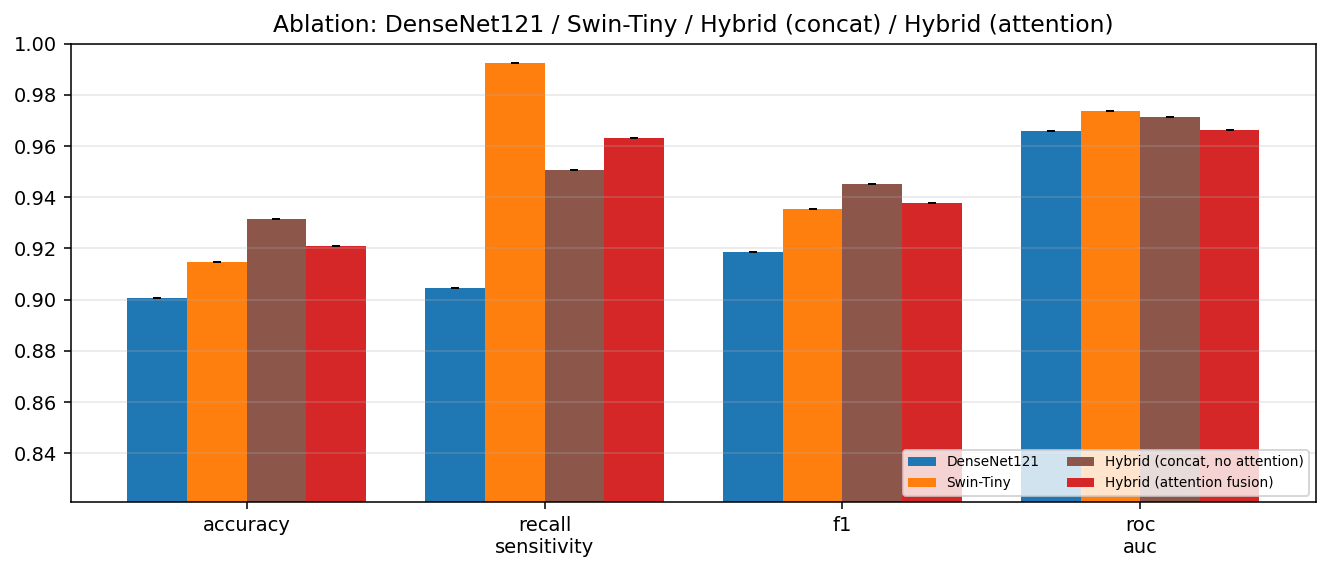 Ablation: DenseNet121 / Swin-Tiny / Hybrid (concat) / Hybrid (attention)
1.00
0.98
0.96
0.94
0.92
0.90
0.88
0.86
0.84
DenseNet121
Swin-Tiny
Hybrid (concat, no attention)
Hybrid (attention fusion)
accuracy
recall
sensitivity
f1
roc
auc